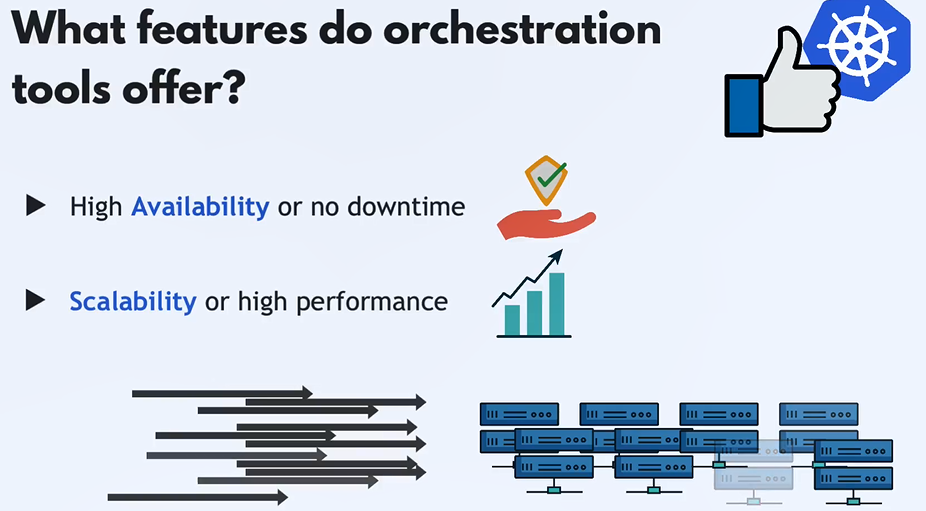 What features do orchestration
tools offer?
High Availability or no downtime
Scalability or high performance